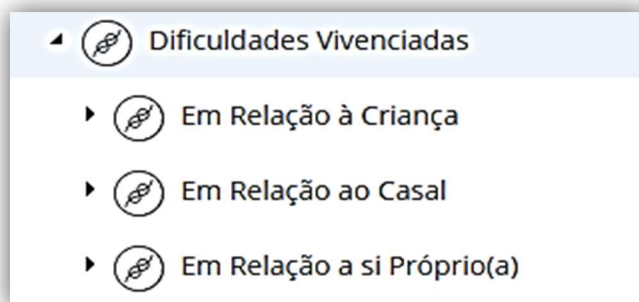 Dificuldades Vivenciadas
Em Relação à Criança
Em Relação ao Casal
Em Relação a si Próprio(a)